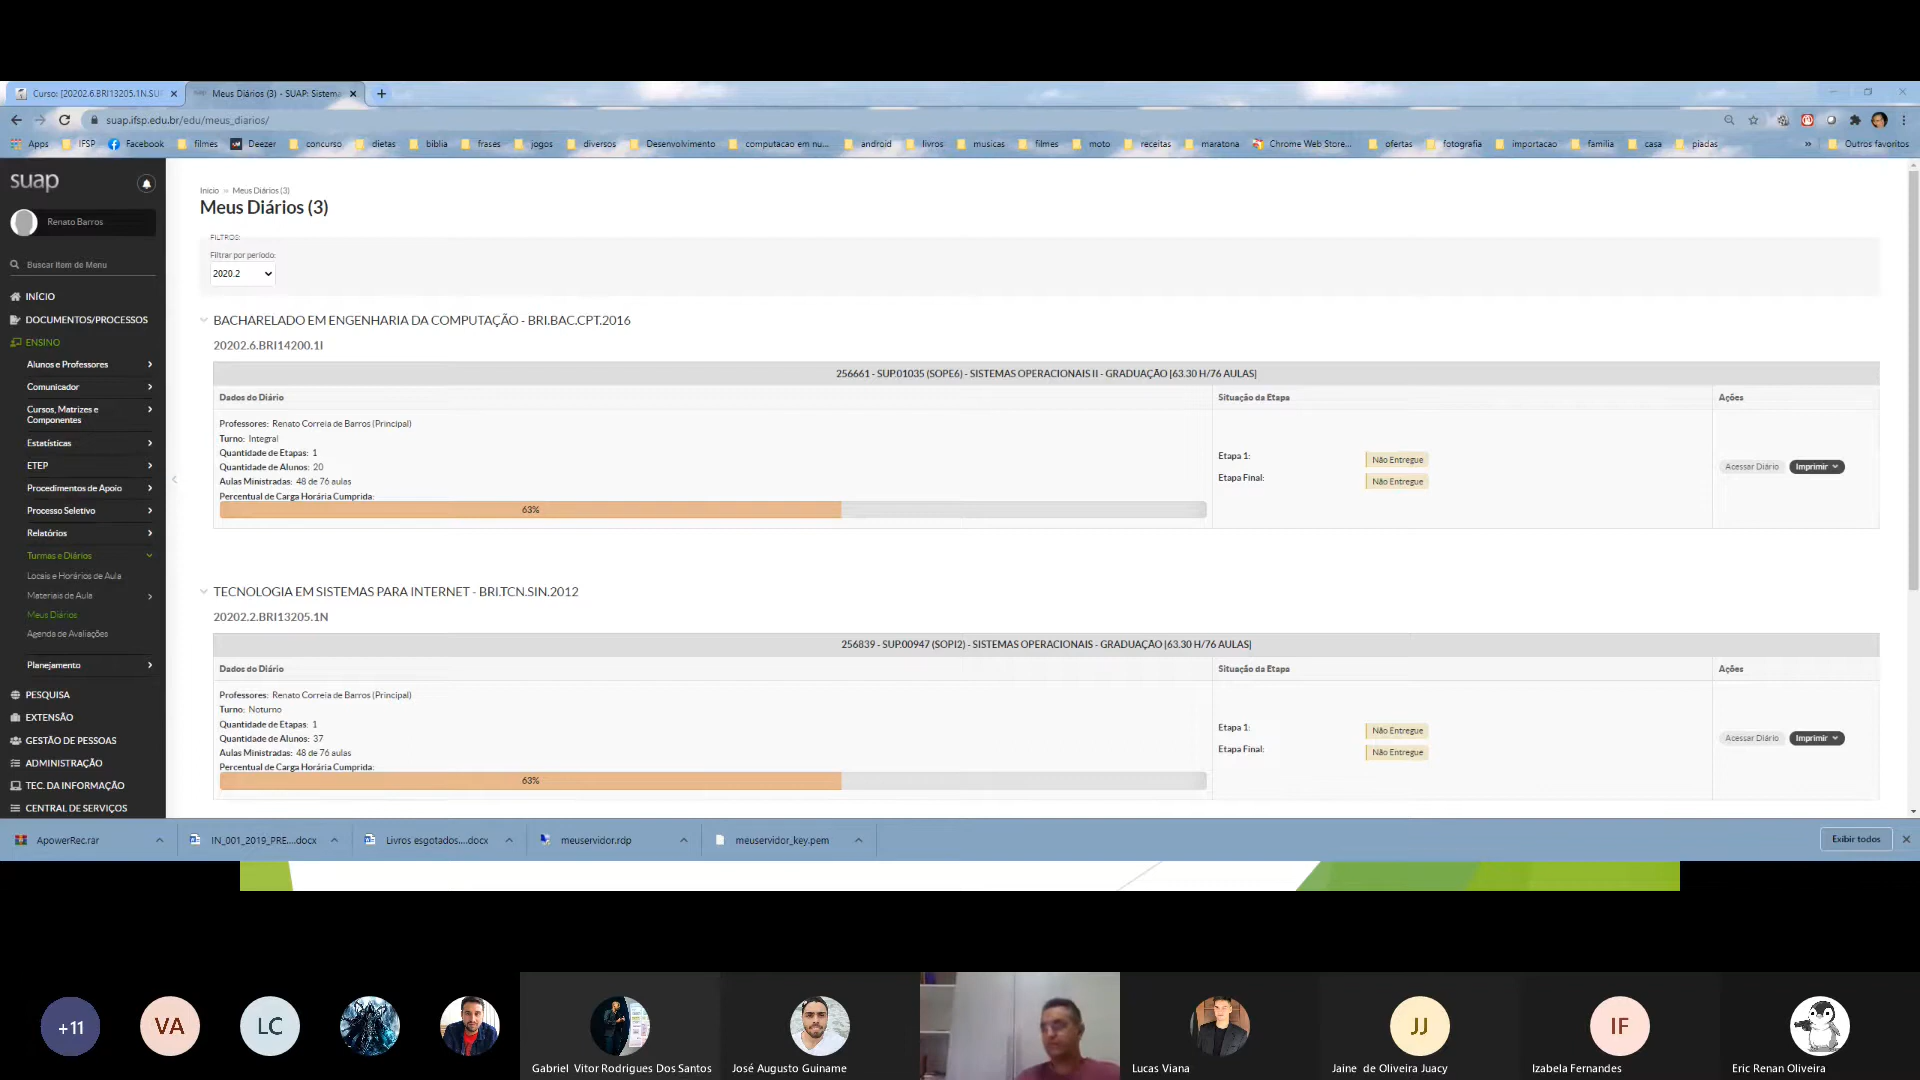 Curso: [20202.6.BRI13205.1N.SU
Meus Diários (3) - SUAP: Sistema
suap.ifsp.edu.br/edu/meus_diarios/
Apps IFSP Facebook filmes Deezer concurso dietas biblia frases jogos diversos Desenvolvimento computacao em nu... android livros musicas filmes moto receitas maratona Chrome Web Store... ofertas fotografia importacao familia casa piadas » Outros favoritos
suap
Renato Barros
Buscar Item de Menu
INÍCIO
DOCUMENTOS/PROCESSOS
ENSINO
Alunos e Professores
Comunicador
Cursos, Matrizes e
Componentes
Estatísticas
ETEP
Procedimentos de Apoio
Processo Seletivo
Relatórios
Turmas e Diários
Locais e Horários de Aula
Materiais de Aula
Meus Diários
Agenda de Avaliações
Planejamento
PESQUISA
EXTENSÃO
GESTÃO DE PESSOAS
ADMINISTRAÇÃO
TEC. DA INFORMAÇÃO
CENTRAL DE SERVIÇOS
Início » Meus Diários (3)
Meus Diários (3)
FILTROS:
Filtrar por período:
2020.2
BACHARELADO EM ENGENHARIA DA COMPUTAÇÃO - BRI.BAC.CPT.2016
20202.6.BRI14200.1I
256661 - SUP.01035 (SOPE6) - SISTEMAS OPERACIONAIS II - GRADUAÇÃO [63.30 H/76 AULAS]
Dados do Diário Situação da Etapa Ações
Professores: Renato Correia de Barros (Principal)
Turno: Integral
Quantidade de Etapas: 1
Quantidade de Alunos: 20
Aulas Ministradas: 48 de 76 aulas
Percentual de Carga Horária Cumprida:
63%
Etapa 1: Não Entregue
Etapa Final: Não Entregue
Acessar Diário Imprimir
TECNOLOGIA EM SISTEMAS PARA INTERNET - BRI.TCN.SIN.2012
20202.2.BRI13205.1N
256839 - SUP.00947 (SOPI2) - SISTEMAS OPERACIONAIS - GRADUAÇÃO [63.30 H/76 AULAS]
Dados do Diário Situação da Etapa Ações
Professores: Renato Correia de Barros (Principal)
Turno: Noturno
Quantidade de Etapas: 1
Quantidade de Alunos: 37
Aulas Ministradas: 48 de 76 aulas
Percentual de Carga Horária Cumprida:
63%
Etapa 1: Não Entregue
Etapa Final: Não Entregue
Acessar Diário Imprimir
ApowerRec.rar IN_001_2019_PRE....docx Livros esgotados....docx meuservidor.rdp meuservidor_key.pem Exibir todos
+11 VA LC JJ IF
Gabriel Vitor Rodrigues Dos Santos José Augusto Guiname Lucas Viana Jaine de Oliveira Juacy Izabela Fernandes Eric Renan Oliveira